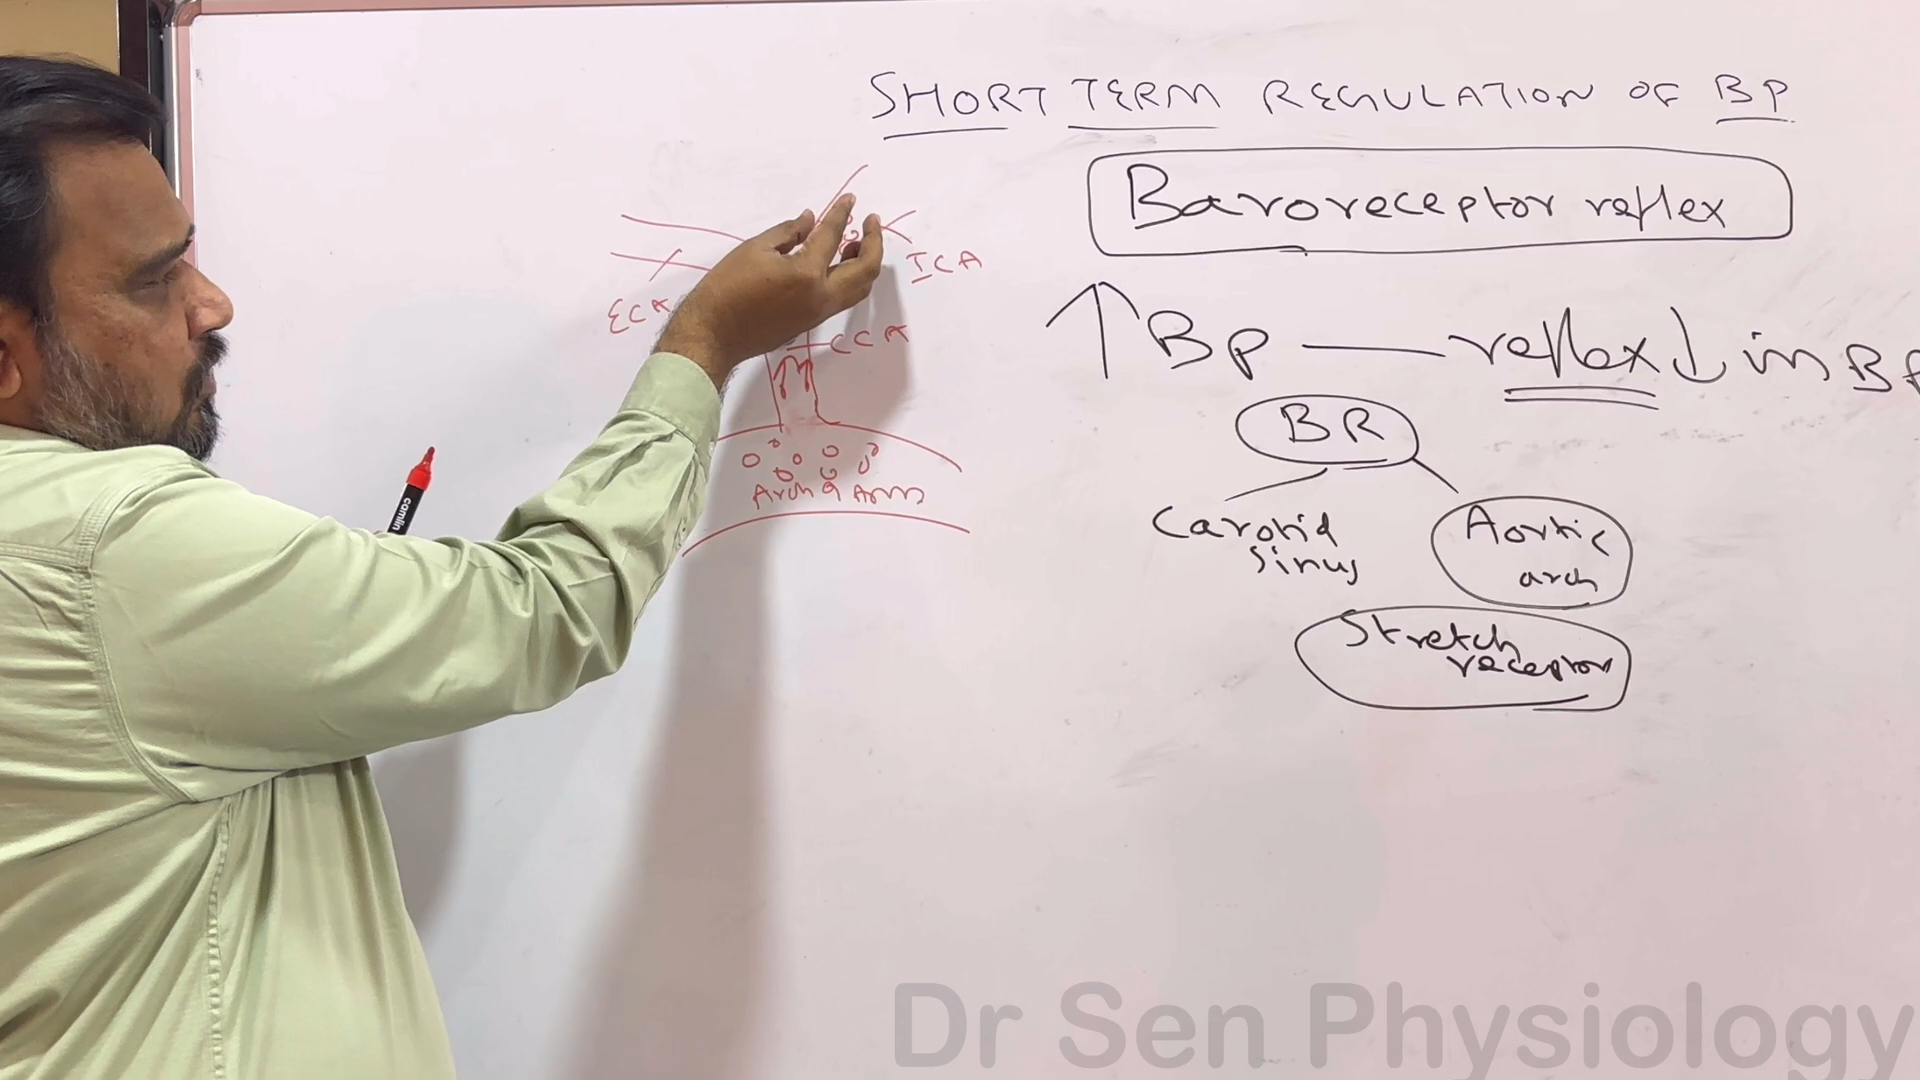 SHORT TERM REGULATION OF BP
Baroreceptor reflex
↑ BP — reflex ↓ in BP
BR
Carotid sinus
Aortic arch
Stretch receptor
ICA
ECA
CCA
Arch of
camlin
Dr Sen Physiology